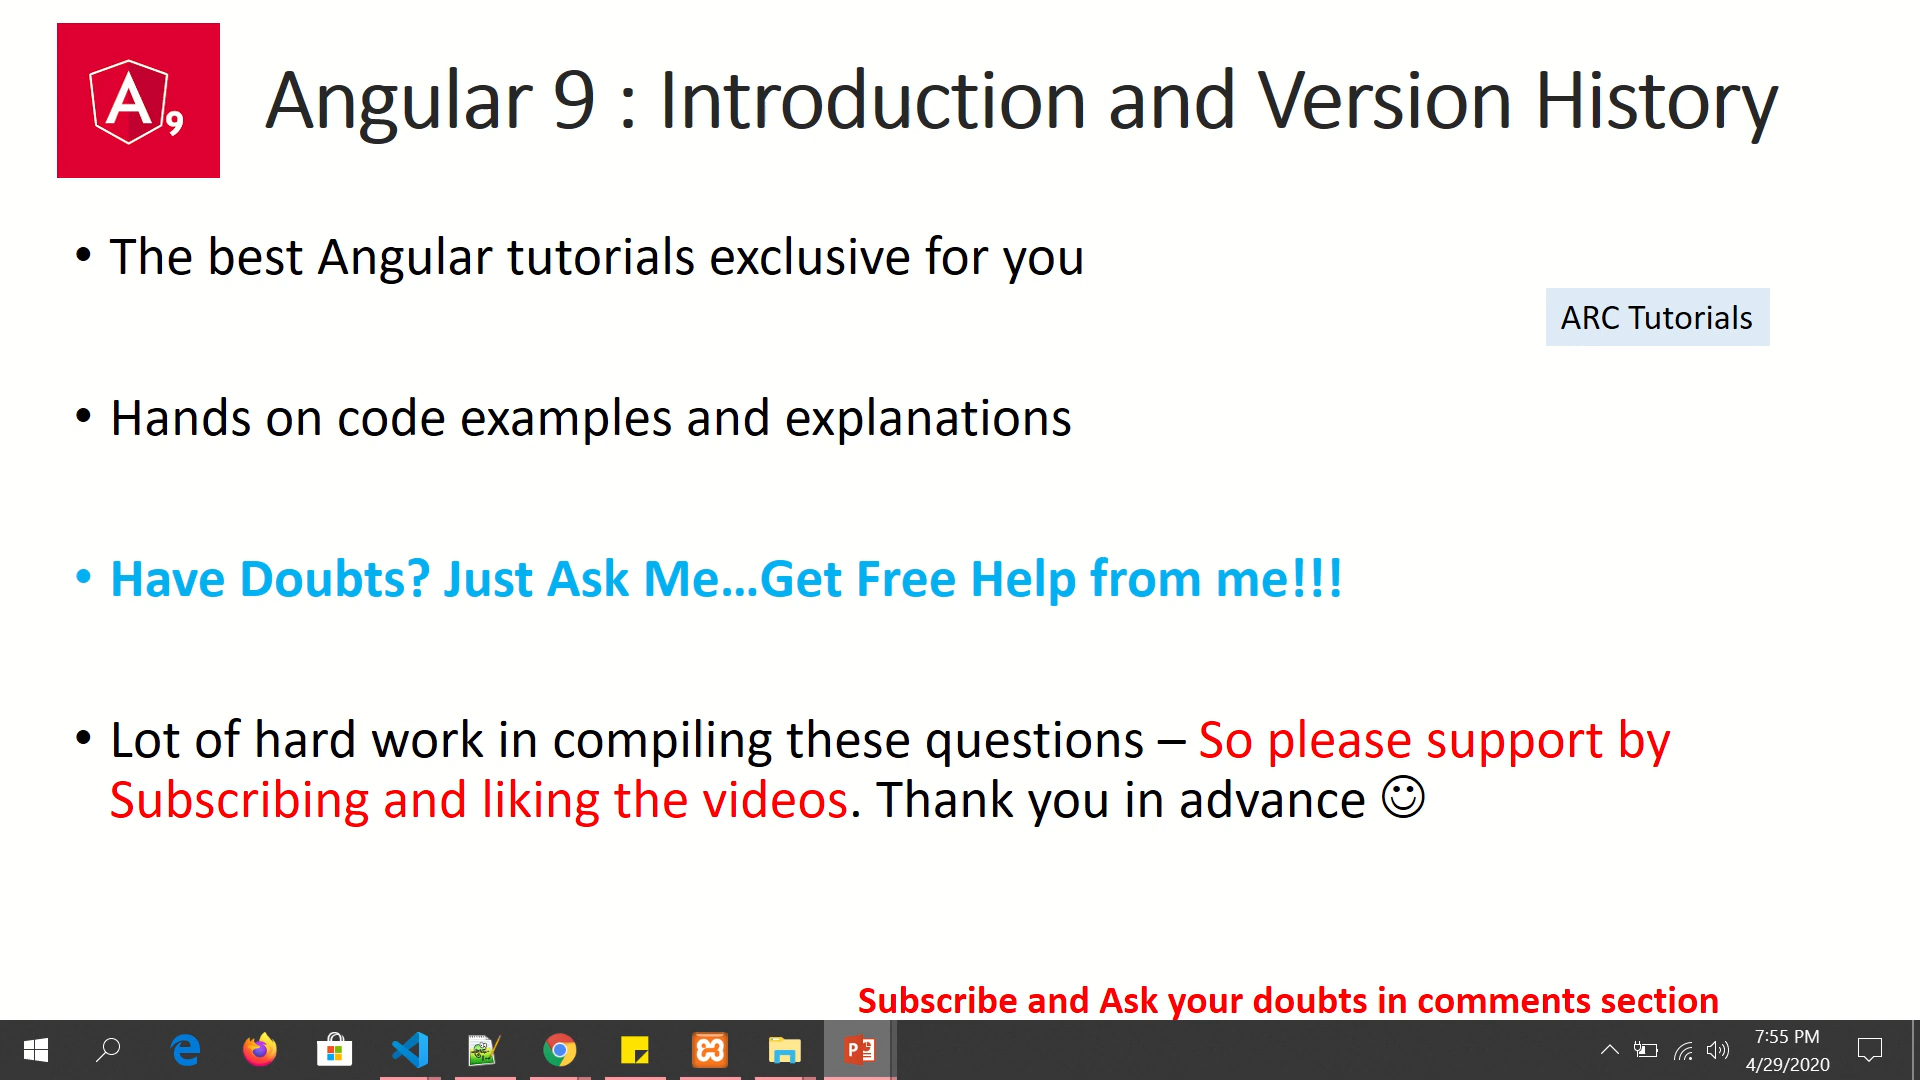 A9
Angular 9 : Introduction and Version History
• The best Angular tutorials exclusive for you
ARC Tutorials
• Hands on code examples and explanations
• Have Doubts? Just Ask Me...Get Free Help from me!!!
• Lot of hard work in compiling these questions – So please support by
Subscribing and liking the videos. Thank you in advance ☺
Subscribe and Ask your doubts in comments section
7:55 PM
4/29/2020